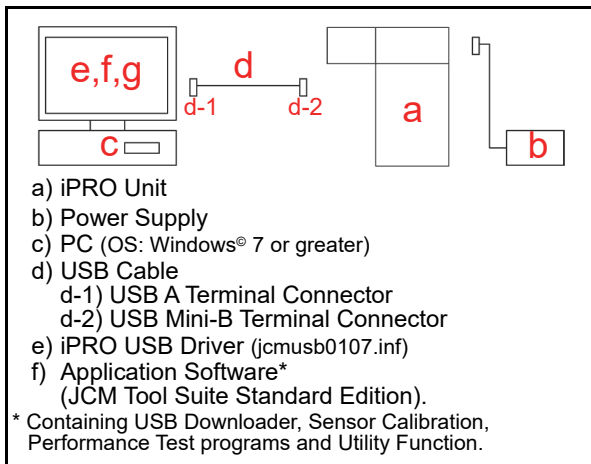 e,f,g
d
d-1
d-2
a
c
b
a) iPRO Unit
b) Power Supply
c) PC (OS: Windows© 7 or greater)
d) USB Cable
d-1) USB A Terminal Connector
d-2) USB Mini-B Terminal Connector
e) iPRO USB Driver (jcmusb0107.inf)
f) Application Software*
(JCM Tool Suite Standard Edition).
* Containing USB Downloader, Sensor Calibration,
Performance Test programs and Utility Function.